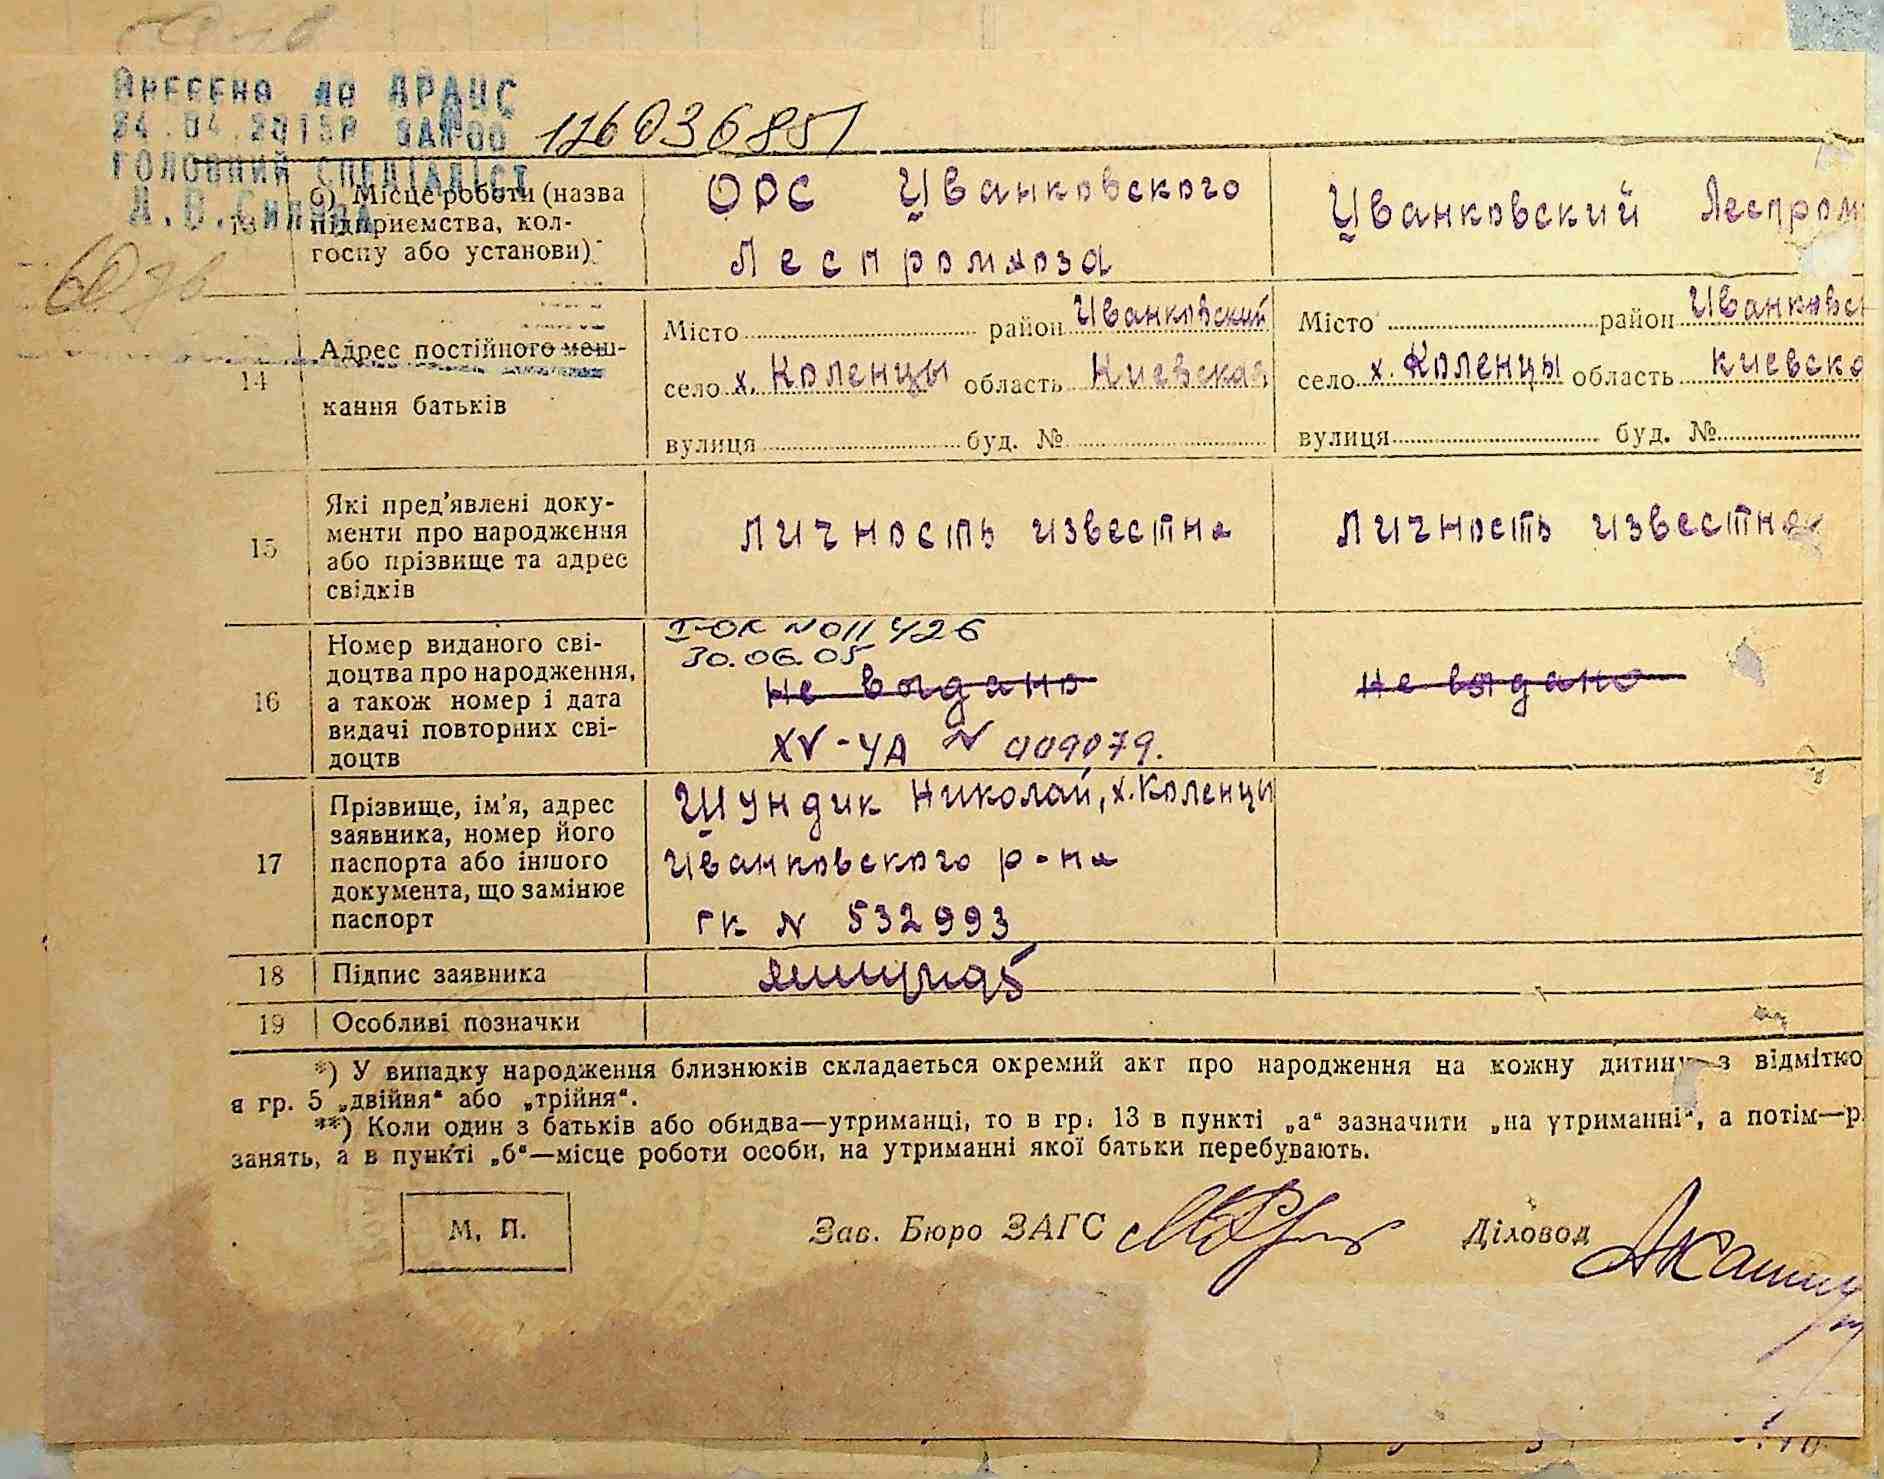 Внесено до ДРАЦС
24.04.2015р
головний спеціаліст
126036851
13 б) Місце роботи (назва підприємства, колгоспу або установи)
ОРС Иванковского
Леспромхоза
Иванковский Леспром
14 Адрес постійного мешкання батьків
Місто район Иванковский
село х. Коленцы область Киевская
вулиця буд. №
Місто район Иванковс
село х. Коленцы область Киевско
вулиця буд. №
15 Які пред'явлені документи про народження або прізвище та адрес свідків
Личность известна
Личность известна
16 Номер виданого свідоцтва про народження, а також номер і дата видачі повторних свідоцтв
I-ОК №011426
30.06.05
не выдано
XV-УА № 009079.
не выдано
17 Прізвище, ім'я, адрес заявника, номер його паспорта або іншого документа, що замінює паспорт
Шундик Николай, х. Коленцы
Иванковского р-на
ГК N 532993
18 Підпис заявника
19 Особливі позначки
*) У випадку народження близнюків складається окремий акт про народження на кожну дитину з відмітко
в гр. 5 „двійня“ або „трійня“.
**) Коли один з батьків або обидва—утриманці, то в гр. 13 в пункті „а“ зазначити „на утриманні“, а потім—р
занять, а в пункті „б“—місце роботи особи, на утриманні якої батьки перебувають.
М. П.
Зав. Бюро ЗАГС
Діловод